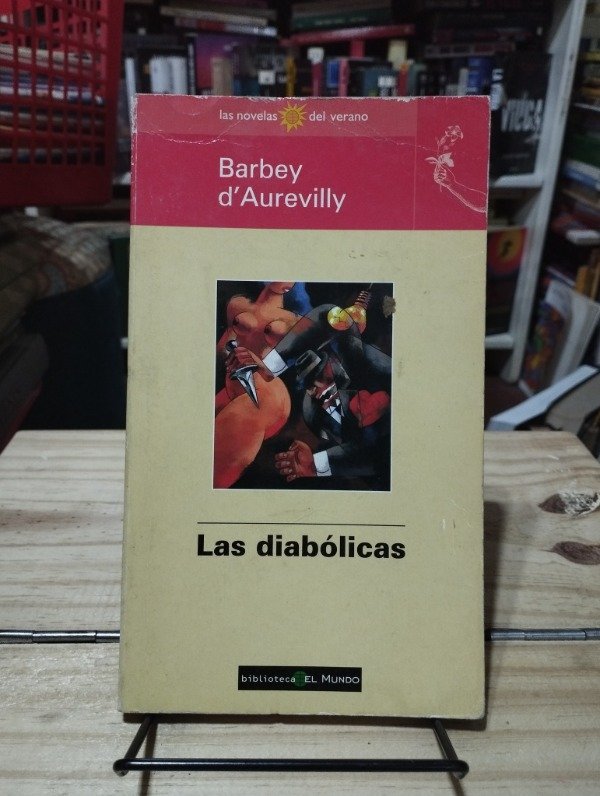 las novelas del verano
Barbey
d'Aurevilly
Las diabólicas
biblioteca EL MUNDO